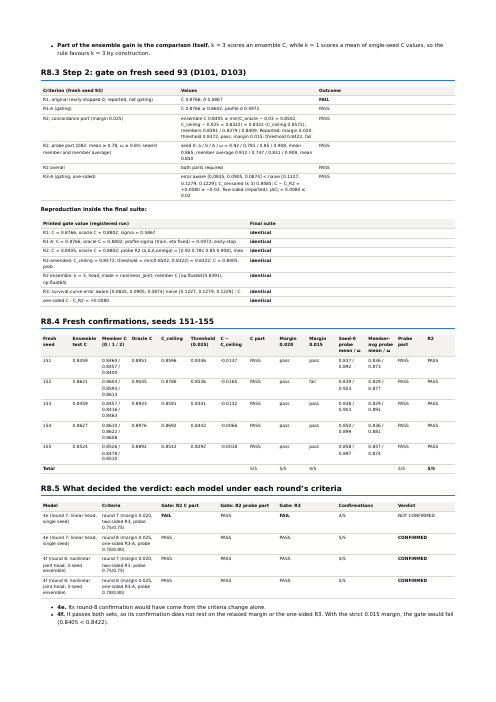 • Part of the ensemble gain is the comparison itself. k = 3 scores an ensemble C, while k = 1 scores a mean of single-seed C values, so the
rule favours k = 3 by construction.
R8.3 Step 2: gate on fresh seed 93 (D101, D103)
Criterion (fresh seed 93) Values Outcome
R1, original (early-stopped σ̂; reported, not gating) C 0.8766, σ̂ 0.5867 FAIL
R1-A (gating) C 0.8766 ≥ 0.8602; profile σ̂ 0.4972 PASS
R2, concordance part (margin 0.025) ensemble C 0.8405 ≥ min(C_oracle − 0.03 = 0.8502, PASS
C_ceiling − 0.025 = 0.8322) = 0.8322 (C_ceiling 0.8572);
members 0.8391 / 0.8379 / 0.8409. Reported: margin 0.020:
threshold 0.8372, pass; margin 0.015: threshold 0.8422, fail
R2, probe part (D82: mean ≥ 0.78, ω ≥ 0.80; seed-0 seed 0: a / b / A / ω = 0.92 / 0.781 / 0.85 / 0.908, mean PASS
member and member average) 0.865; member average 0.912 / 0.747 / 0.831 / 0.909, mean
0.850
R2 overall both parts required PASS
R3-A (gating; one-sided) error aware [0.0835, 0.0905, 0.0874] < naive [0.1227, PASS
0.1279, 0.1229]; C_censored (k 3) 0.8405; C − C_R2 =
+0.0000 ≥ −0.02. Two-sided (reported): |ΔC| = 0.0000 ≤
0.02
Reproduction inside the final suite:
Printed gate value (registered run) Final suite
R1: C = 0.8766, oracle C = 0.8802, sigma = 0.5867 identical
R1-A: C = 0.8766, oracle C = 0.8802, profile sigma (train, eta fixed) = 0.4972; early-stop identical
R2: C = 0.8405, oracle C = 0.8802; probe R2 (a,b,A,omega) = [0.92 0.781 0.85 0.908], mea identical
R2-amended: C_ceiling = 0.8572; threshold = min(0.8502, 0.8322) = 0.8322; C = 0.8405; identical
prob
R2 ensemble: k = 3, head_mode = nonlinear_joint; member C [np.float64(0.8391), identical
np.float64(
R3: survival-curve error aware [0.0835, 0.0905, 0.0874] naive [0.1227, 0.1279, 0.1229] ; C identical
one-sided C - C_R2 = +0.0000 identical
R8.4 Fresh confirmations, seeds 151–155
Fresh Ensemble Member C Oracle C C_ceiling Threshold C − C part Margin Margin Seed-0 Member- Probe R2
seed test C (0 / 1 / 2) (0.025) C_ceiling 0.020 0.015 probe avg probe part
mean / ω mean / ω
151 0.8459 0.8460 / 0.8951 0.8596 0.8346 -0.0137 PASS pass pass 0.837 / 0.836 / PASS PASS
0.8457 / 0.892 0.873
0.8400
152 0.8621 0.8604 / 0.9045 0.8786 0.8536 -0.0165 PASS pass fail 0.839 / 0.829 / PASS PASS
0.8593 / 0.923 0.877
0.8613
153 0.8459 0.8457 / 0.8933 0.8591 0.8341 -0.0132 PASS pass pass 0.838 / 0.829 / PASS PASS
0.8416 / 0.903 0.891
0.8463
154 0.8627 0.8610 / 0.8976 0.8692 0.8442 -0.0066 PASS pass pass 0.850 / 0.836 / PASS PASS
0.8622 / 0.899 0.881
0.8608
155 0.8524 0.8526 / 0.8892 0.8542 0.8292 -0.0018 PASS pass pass 0.858 / 0.847 / PASS PASS
0.8478 / 0.897 0.874
0.8510
Total 5/5 5/5 4/5 5/5 5/5
R8.5 What decided the verdict: each model under each round's criteria
Model Criteria Gate: R2 C part Gate: R2 probe part Gate: R3 Confirmations Verdict
4e (round 7: linear head, round 7 (margin 0.020, FAIL PASS FAIL 4/5 NOT CONFIRMED
single seed) two-sided R3, probe
0.75/0.75)
4e (round 7: linear head, round 8 (margin 0.025, PASS PASS PASS 5/5 CONFIRMED
single seed) one-sided R3-A, probe
0.78/0.80)
4f (round 8: nonlinear round 7 (margin 0.020, PASS PASS PASS 5/5 CONFIRMED
joint head, 3-seed two-sided R3, probe
ensemble) 0.75/0.75)
4f (round 8: nonlinear round 8 (margin 0.025, PASS PASS PASS 5/5 CONFIRMED
joint head, 3-seed one-sided R3-A, probe
ensemble) 0.78/0.80)
• 4e. Its round-8 confirmation would have come from the criteria change alone.
• 4f. It passes both sets, so its confirmation does not rest on the relaxed margin or the one-sided R3. With the strict 0.015 margin, the gate would fail
(0.8405 < 0.8422).